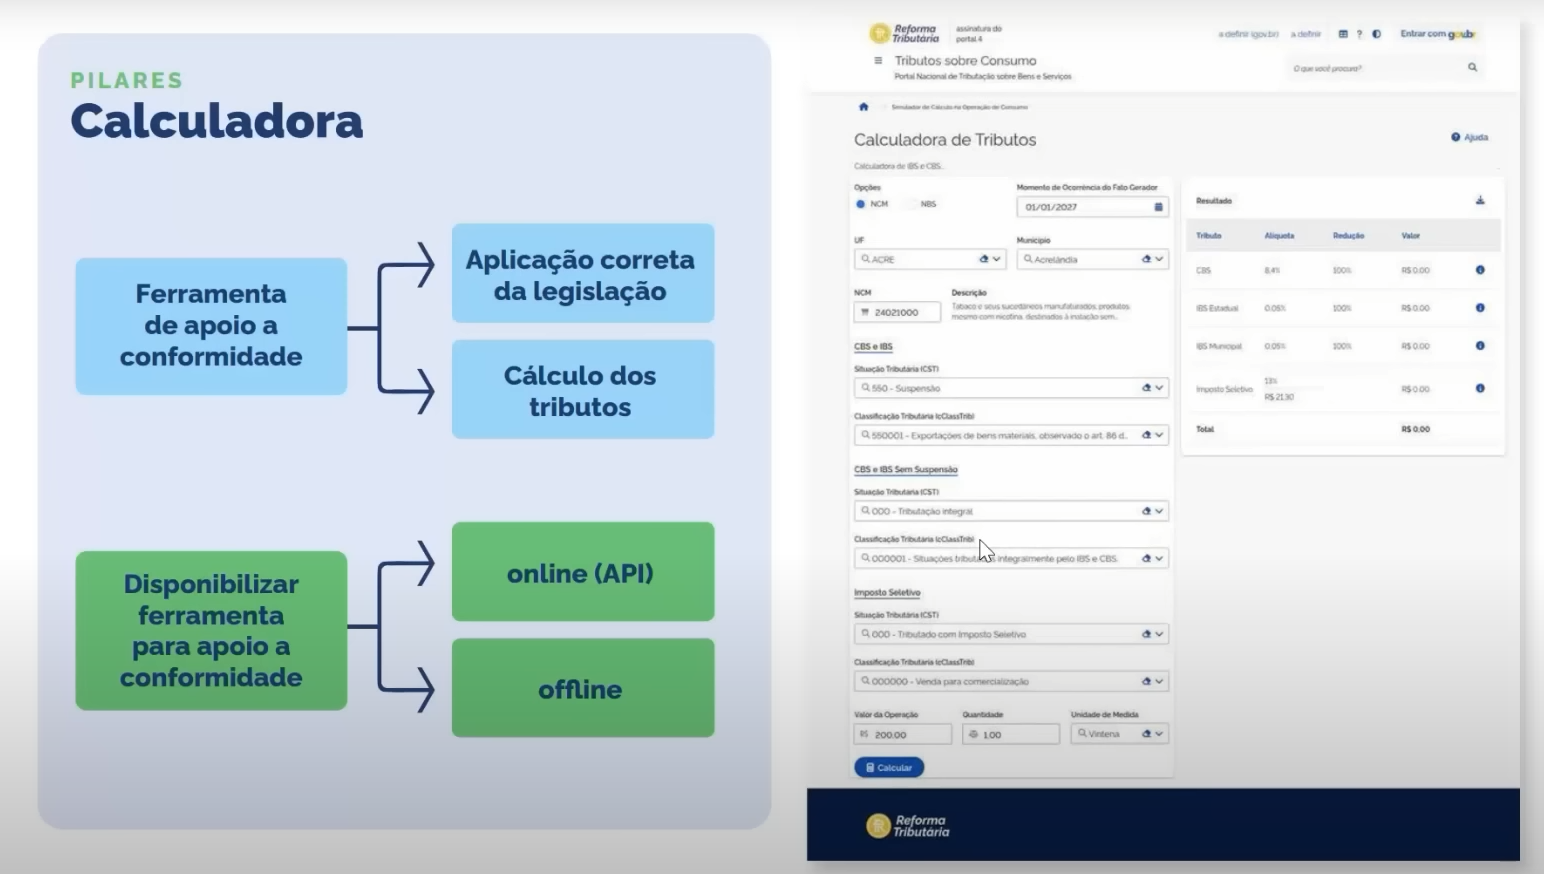 PILARES
Calculadora
Ferramenta
de apoio a
conformidade
Aplicação correta
da legislação
Cálculo dos
tributos
Disponibilizar
ferramenta
para apoio a
conformidade
online (API)
offline
Reforma
Tributária
assinatura do
portal 4
a definir (gov.br)
a definir
?
Entrar com gov.br
Tributos sobre Consumo
Portal Nacional de Tributação sobre Bens e Serviços
O que você procura?
Simulador de Cálculo na Operação de Consumo
Calculadora de Tributos
Ajuda
Calculadora de IBS e CBS.
Opções
NCM
NBS
Momento de Ocorrência do Fato Gerador
01/01/2027
UF
ACRE
Município
Acrelândia
NCM
24021000
Descrição
Tabaco e seus sucedâneos manufaturados; produtos,
mesmo com nicotina, destinados à inalação sem...
CBS e IBS
Situação Tributária (CST)
550 - Suspensão
Classificação Tributária (cClassTrib)
550001 - Exportações de bens materiais, observado o art. 86 d...
CBS e IBS Sem Suspensão
Situação Tributária (CST)
000 - Tributação integral
Classificação Tributária (cClassTrib)
000001 - Situações integralmente pelo IBS e CBS.
Imposto Seletivo
Situação Tributária (CST)
000 - Tributado com Imposto Seletivo
Classificação Tributária (cClassTrib)
000000 - Venda para comercialização
Valor da Operação
R$ 200.00
Quantidade
1.00
Unidade de Medida
Vintena
Calcular
Resultado
Tributo Alíquota Redução Valor
CBS 8,4% 100% R$ 0,00
IBS Estadual 0,05% 100% R$ 0,00
IBS Municipal 0,05% 100% R$ 0,00
Imposto Seletivo R$ 0,00
R$ 21,30
Total R$ 0,00
Reforma
Tributária